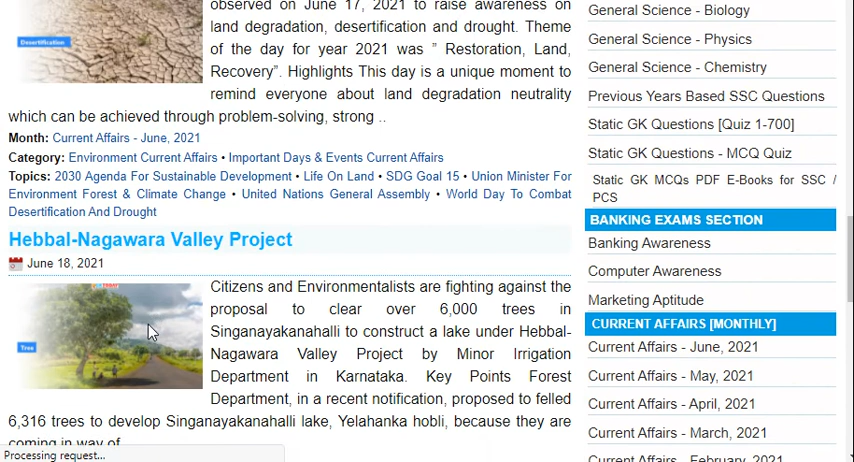 observed on June 17, 2021 to raise awareness on
land degradation, desertification and drought. Theme
Desertification
of the day for year 2021 was ” Restoration, Land,
Recovery”. Highlights This day is a unique moment to
remind everyone about land degradation neutrality
which can be achieved through problem-solving, strong ..
Month: Current Affairs - June, 2021
Category: Environment Current Affairs • Important Days & Events Current Affairs
Topics: 2030 Agenda For Sustainable Development • Life On Land • SDG Goal 15 • Union Minister For
Environment Forest & Climate Change • United Nations General Assembly • World Day To Combat
Desertification And Drought
Hebbal-Nagawara Valley Project
June 18, 2021
Citizens and Environmentalists are fighting against the
proposal to clear over 6,000 trees in
Singanayakanahalli to construct a lake under Hebbal-
Tree
Nagawara Valley Project by Minor Irrigation
Department in Karnataka. Key Points Forest
Department, in a recent notification, proposed to felled
6,316 trees to develop Singanayakanahalli lake, Yelahanka hobli, because they are
coming in way of
Processing request...
General Science - Biology
General Science - Physics
General Science - Chemistry
Previous Years Based SSC Questions
Static GK Questions [Quiz 1-700]
Static GK Questions - MCQ Quiz
Static GK MCQs PDF E-Books for SSC /
PCS
BANKING EXAMS SECTION
Banking Awareness
Computer Awareness
Marketing Aptitude
CURRENT AFFAIRS [MONTHLY]
Current Affairs - June, 2021
Current Affairs - May, 2021
Current Affairs - April, 2021
Current Affairs - March, 2021
Current Affairs - February, 2021